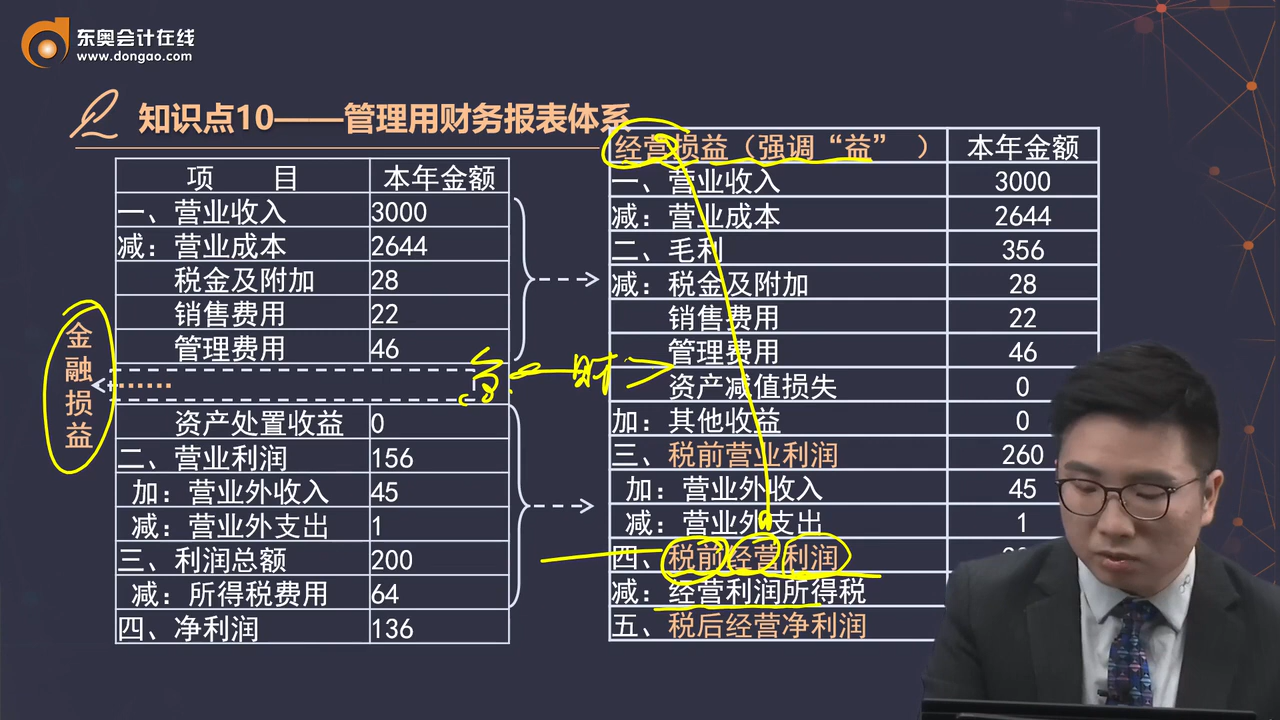 东奥会计在线
www.dongao.com
知识点10——管理用财务报表体系
项 目 本年金额
一、营业收入 3000
减：营业成本 2644
税金及附加 28
销售费用 22
管理费用 46
……
资产处置收益 0
二、营业利润 156
加：营业外收入 45
减：营业外支出 1
三、利润总额 200
减：所得税费用 64
四、净利润 136
金融损益
财
经营损益（强调“益”） 本年金额
一、营业收入 3000
减：营业成本 2644
二、毛利 356
减：税金及附加 28
销售费用 22
管理费用 46
资产减值损失 0
加：其他收益 0
三、税前营业利润 260
加：营业外收入 45
减：营业外支出 1
四、税前经营利润
减：经营利润所得税
五、税后经营净利润